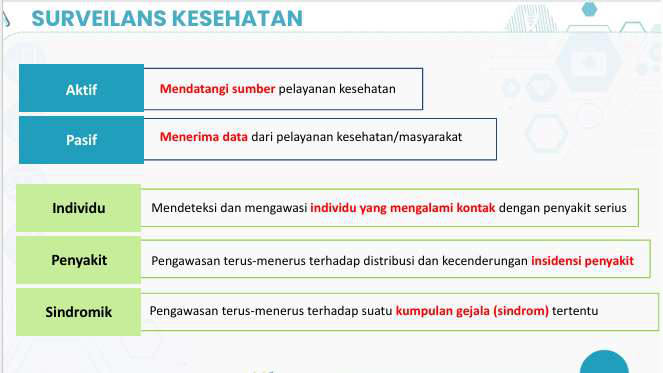 SURVEILANS KESEHATAN
Aktif
Mendatangi sumber pelayanan kesehatan
Pasif
Menerima data dari pelayanan kesehatan/masyarakat
Individu
Mendeteksi dan mengawasi individu yang mengalami kontak dengan penyakit serius
Penyakit
Pengawasan terus-menerus terhadap distribusi dan kecenderungan insidensi penyakit
Sindromik
Pengawasan terus-menerus terhadap suatu kumpulan gejala (sindrom) tertentu